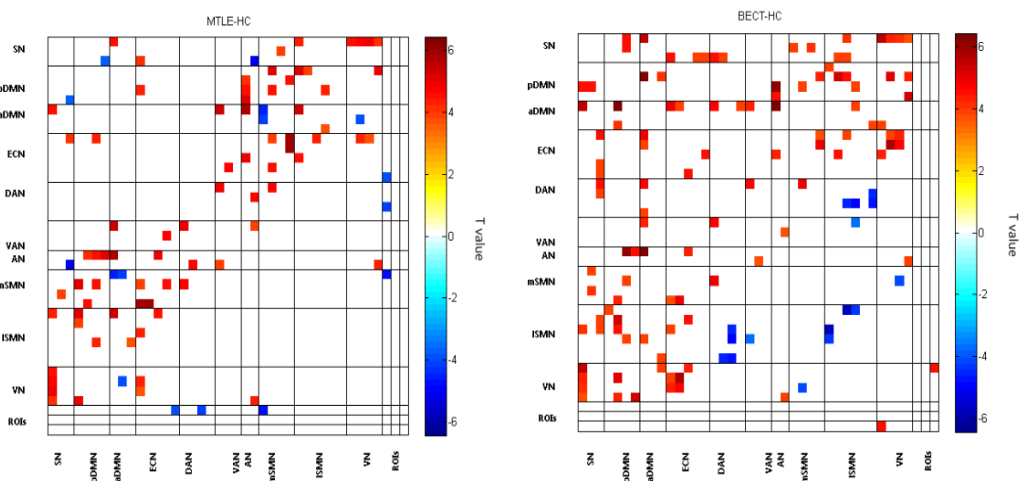 MTLE-HC
SN
pDMN
aDMN
ECN
DAN
VAN
AN
mSMN
lSMN
VN
ROIs
SN
pDMN
aDMN
ECN
DAN
VAN
AN
mSMN
lSMN
VN
ROIs
6
4
2
0
-2
-4
-6
T value
BECT-HC
SN
pDMN
aDMN
ECN
DAN
VAN
AN
mSMN
lSMN
VN
ROIs
SN
pDMN
aDMN
ECN
DAN
VAN
AN
mSMN
lSMN
VN
ROIs
6
4
2
0
-2
-4
-6
T value